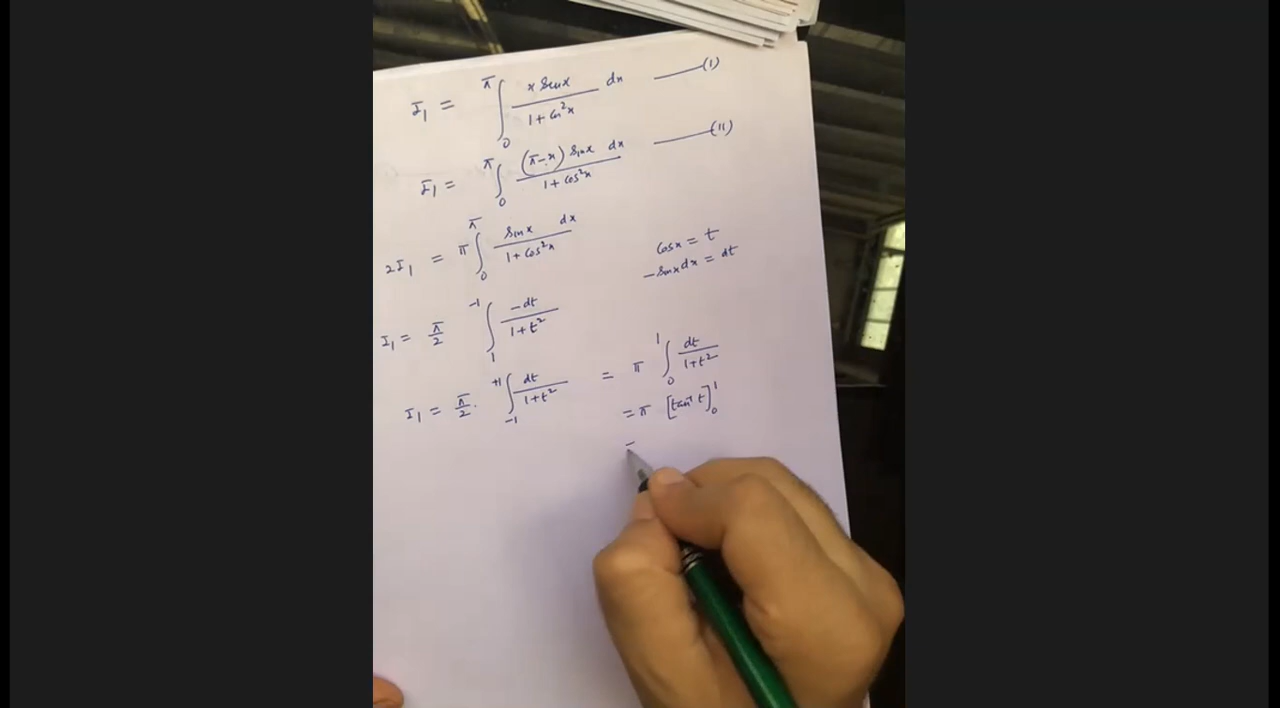 I₁ = ∫₀^π x sinx / 1 + cos²x dx —— (I)
I₁ = ∫₀^π (π-x) sinx dx / 1 + cos²x —— (II)
2I₁ = π ∫₀^π sinx dx / 1 + cos²x
cosx = t
-sinx dx = dt
I₁ = π/2 ∫₁^-1 -dt / 1 + t²
I₁ = π/2 · ∫₋₁^+1 dt / 1 + t² = π ∫₀^1 dt / 1+t²
= π [tan⁻¹ t]₀^1